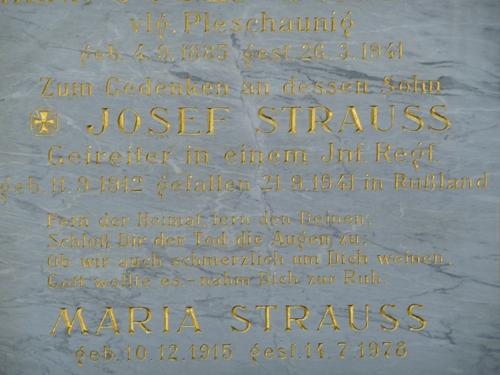 vlg. Pleschaunig
geb. 4.9.1885 gest. 26.3.1941
Zum Gedenken an dessen Sohn
JOSEF STRAUSS
Gefreiter in einem Jnf. Regt.
geb. 11.9.1912 gefallen 21.9.1941 in Rußland
Fern der Heimat fern den Deinen,
Schloß Dir der Tod die Augen zu,
Ob wir auch schmerzlich um Dich weinen,
Gott wollte es - nahm Dich zur Ruh.
MARIA STRAUSS
geb. 10.12.1915 gest. 14.7.1978